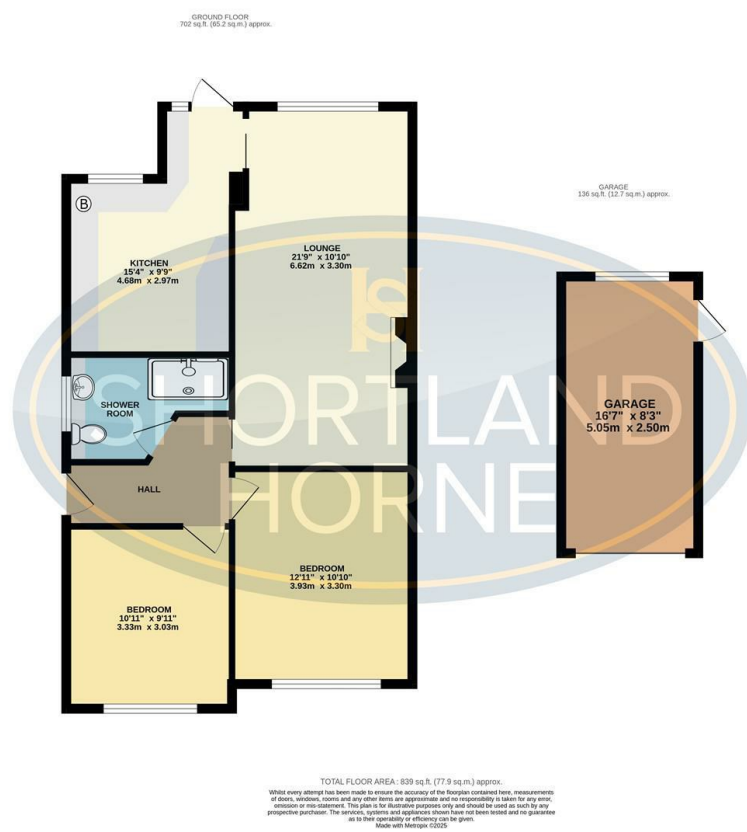 GROUND FLOOR
702 sq.ft. (65.2 sq.m.) approx.
GARAGE
136 sq.ft. (12.7 sq.m.) approx.
B
KITCHEN
15'4" x 9'9"
4.68m x 2.97m
LOUNGE
21'9" x 10'10"
6.62m x 3.30m
SH
SHORTLAND
HORNE
SHOWER
ROOM
HALL
GARAGE
16'7" x 8'3"
5.05m x 2.50m
BEDROOM
12'11" x 10'10"
3.93m x 3.30m
BEDROOM
10'11" x 9'11"
3.33m x 3.03m
TOTAL FLOOR AREA : 839 sq.ft. (77.9 sq.m.) approx.
Whilst every attempt has been made to ensure the accuracy of the floorplan contained here, measurements
of doors, windows, rooms and any other items are approximate and no responsibility is taken for any error,
omission or mis-statement. This plan is for illustrative purposes only and should be used as such by any
prospective purchaser. The services, systems and appliances shown have not been tested and no guarantee
as to their operability or efficiency can be given.
Made with Metropix ©2025